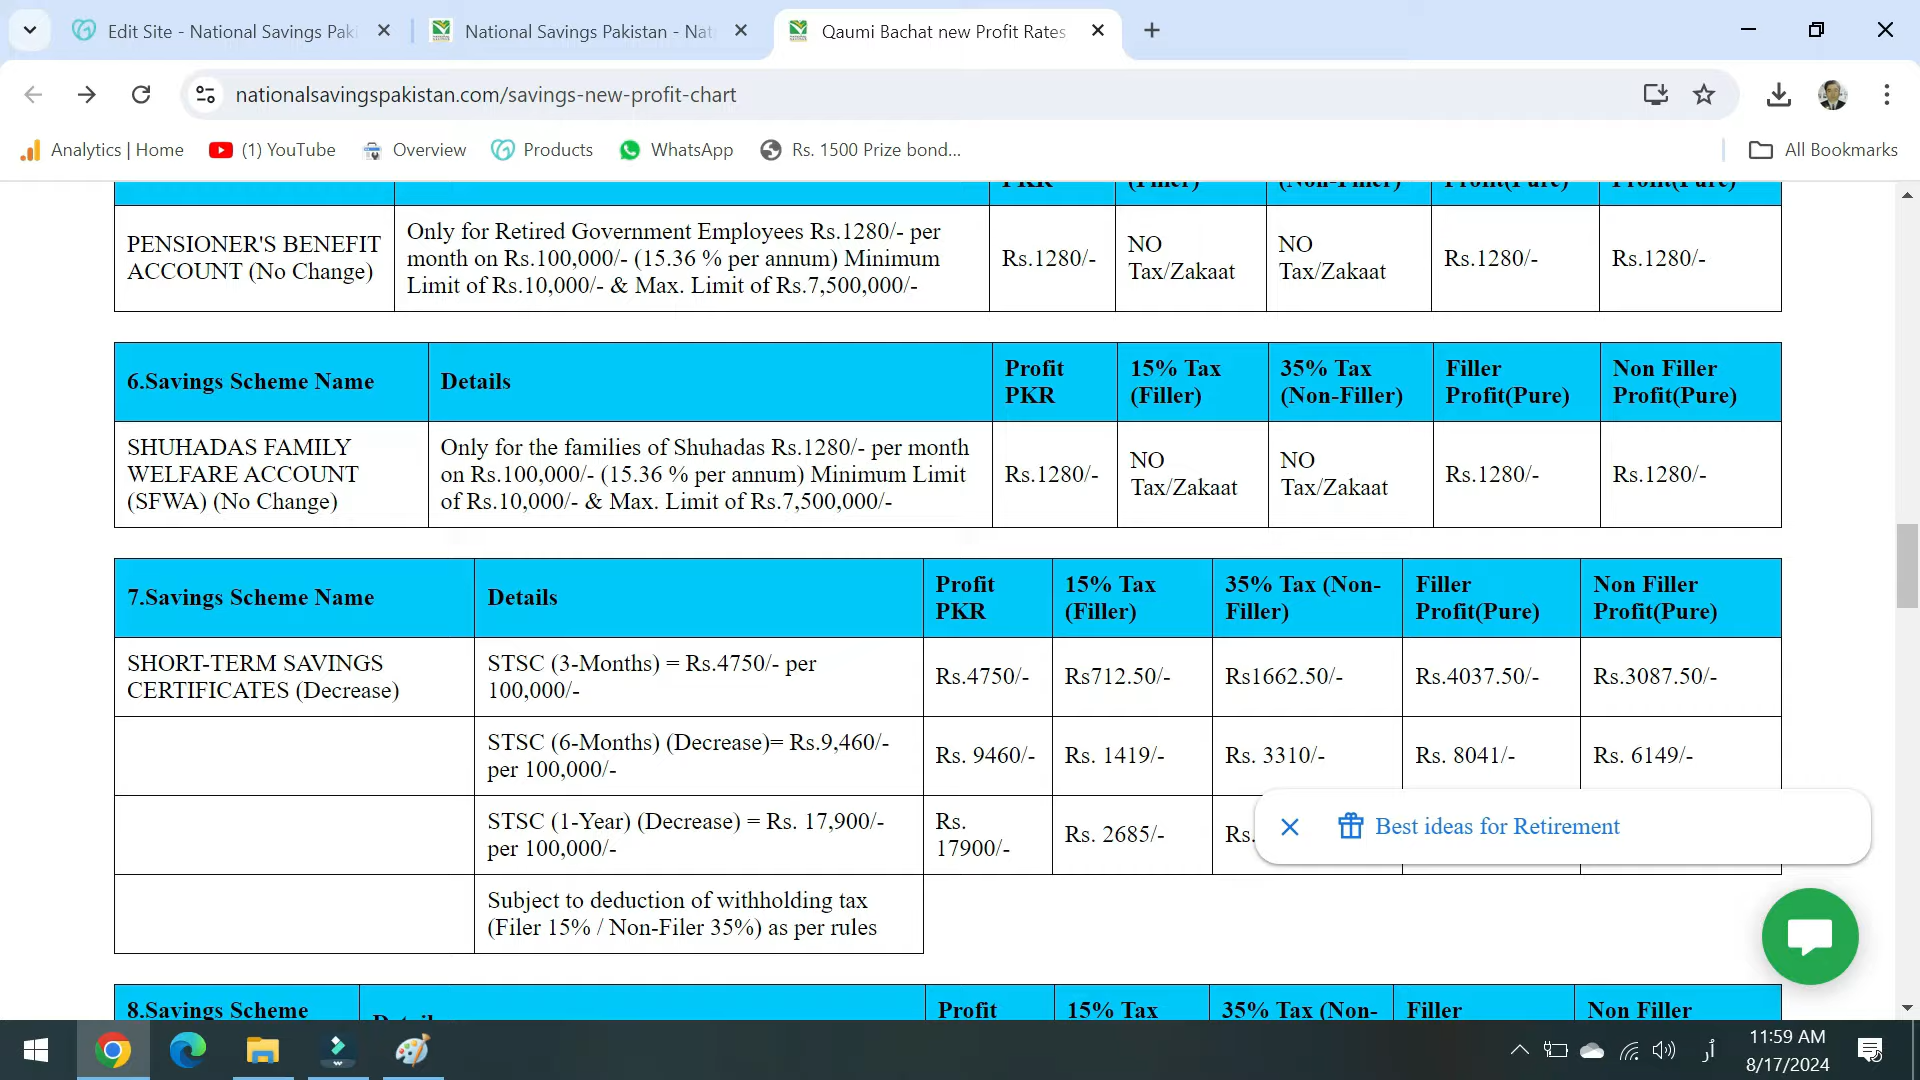 Edit Site - National Savings Paki
National Savings Pakistan - Nat
Qaumi Bachat new Profit Rates
nationalsavingspakistan.com/savings-new-profit-chart
Analytics | Home
(1) YouTube
Overview
Products
WhatsApp
Rs. 1500 Prize bond...
All Bookmarks
PKR (Filler) (Non-Filler) Profit(Pure) Profit(Pure)
PENSIONER'S BENEFIT
ACCOUNT (No Change)
Only for Retired Government Employees Rs.1280/- per
month on Rs.100,000/- (15.36 % per annum) Minimum
Limit of Rs.10,000/- & Max. Limit of Rs.7,500,000/-
Rs.1280/-
NO
Tax/Zakaat
NO
Tax/Zakaat
Rs.1280/-
Rs.1280/-
6.Savings Scheme Name
Details
Profit
PKR
15% Tax
(Filler)
35% Tax
(Non-Filler)
Filler
Profit(Pure)
Non Filler
Profit(Pure)
SHUHADAS FAMILY
WELFARE ACCOUNT
(SFWA) (No Change)
Only for the families of Shuhadas Rs.1280/- per month
on Rs.100,000/- (15.36 % per annum) Minimum Limit
of Rs.10,000/- & Max. Limit of Rs.7,500,000/-
Rs.1280/-
NO
Tax/Zakaat
NO
Tax/Zakaat
Rs.1280/-
Rs.1280/-
7.Savings Scheme Name
Details
Profit
PKR
15% Tax
(Filler)
35% Tax (Non-
Filler)
Filler
Profit(Pure)
Non Filler
Profit(Pure)
SHORT-TERM SAVINGS
CERTIFICATES (Decrease)
STSC (3-Months) = Rs.4750/- per
100,000/-
Rs.4750/-
Rs712.50/-
Rs1662.50/-
Rs.4037.50/-
Rs.3087.50/-
STSC (6-Months) (Decrease)= Rs.9,460/-
per 100,000/-
Rs. 9460/-
Rs. 1419/-
Rs. 3310/-
Rs. 8041/-
Rs. 6149/-
STSC (1-Year) (Decrease) = Rs. 17,900/-
per 100,000/-
Rs.
17900/-
Rs. 2685/-
Rs.
Best ideas for Retirement
Subject to deduction of withholding tax
(Filer 15% / Non-Filer 35%) as per rules
8.Savings Scheme
Details
Profit
15% Tax
35% Tax (Non-
Filler
Non Filler
11:59 AM
8/17/2024